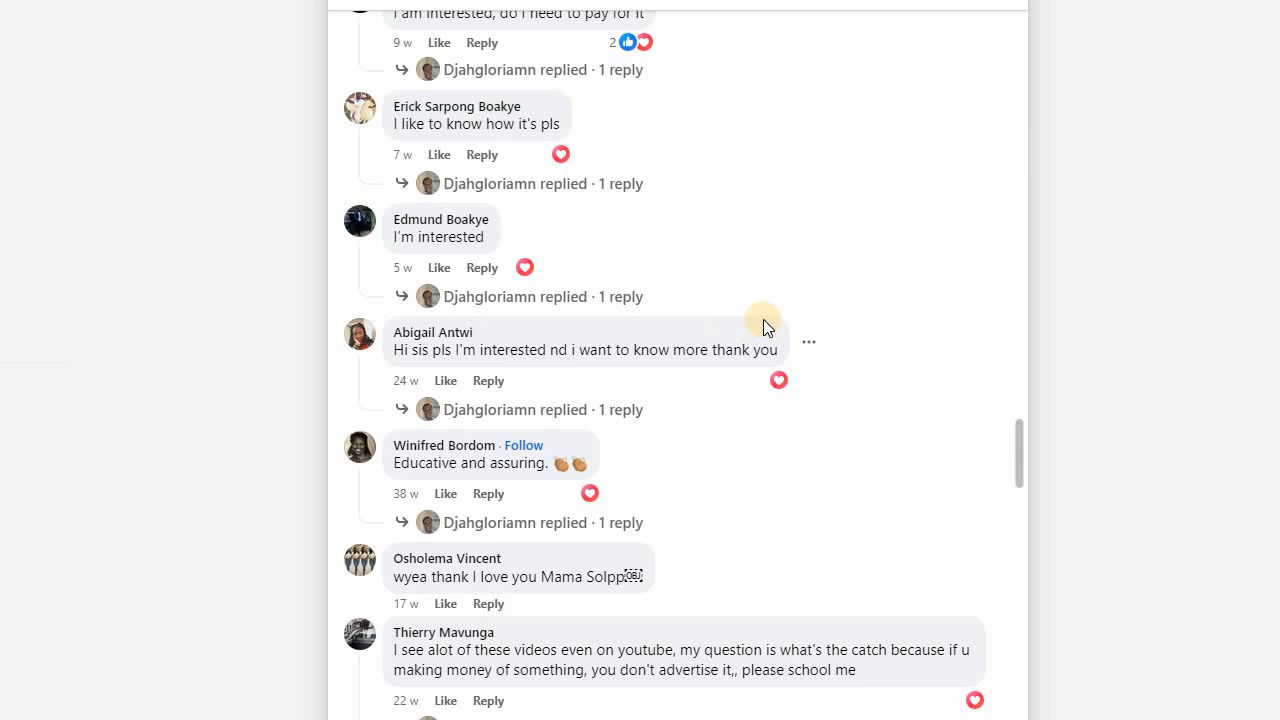 I am interested, do I need to pay for it
9 w Like Reply 2
Djahgloriamn replied · 1 reply
Erick Sarpong Boakye
I like to know how it's pls
7 w Like Reply
Djahgloriamn replied · 1 reply
Edmund Boakye
I'm interested
5 w Like Reply
Djahgloriamn replied · 1 reply
Abigail Antwi
Hi sis pls I'm interested nd i want to know more thank you
24 w Like Reply
Djahgloriamn replied · 1 reply
Winifred Bordom · Follow
Educative and assuring. 👏🏽👏🏽
38 w Like Reply
Djahgloriamn replied · 1 reply
Osholema Vincent
wyea thank I love you Mama Solpp￼
17 w Like Reply
Thierry Mavunga
I see alot of these videos even on youtube, my question is what's the catch because if u
making money of something, you don't advertise it,, please school me
22 w Like Reply